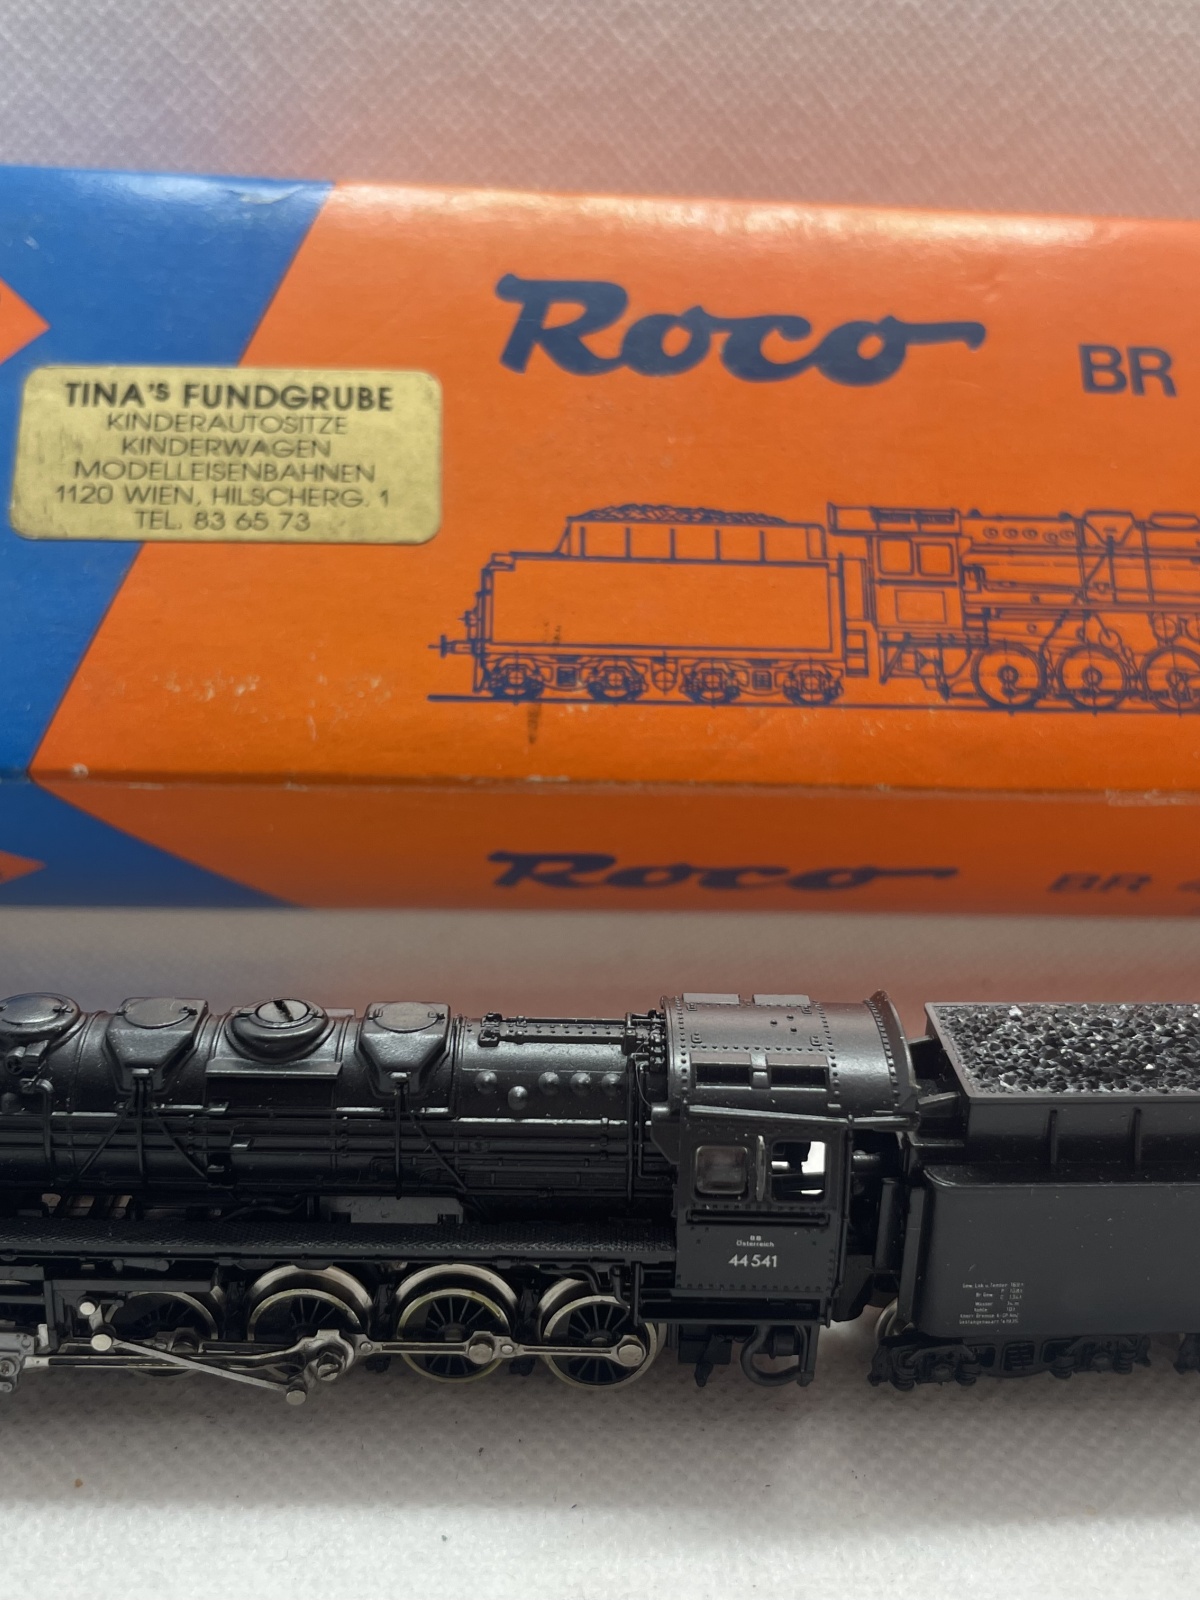 Roco BR
TINA'S FUNDGRUBE
KINDERAUTOSITZE
KINDERWAGEN
MODELLEISENBAHNEN
1120 WIEN, HILSCHERG. 1
TEL. 83 65 73
Roco BR
BB
Österreich
44 541